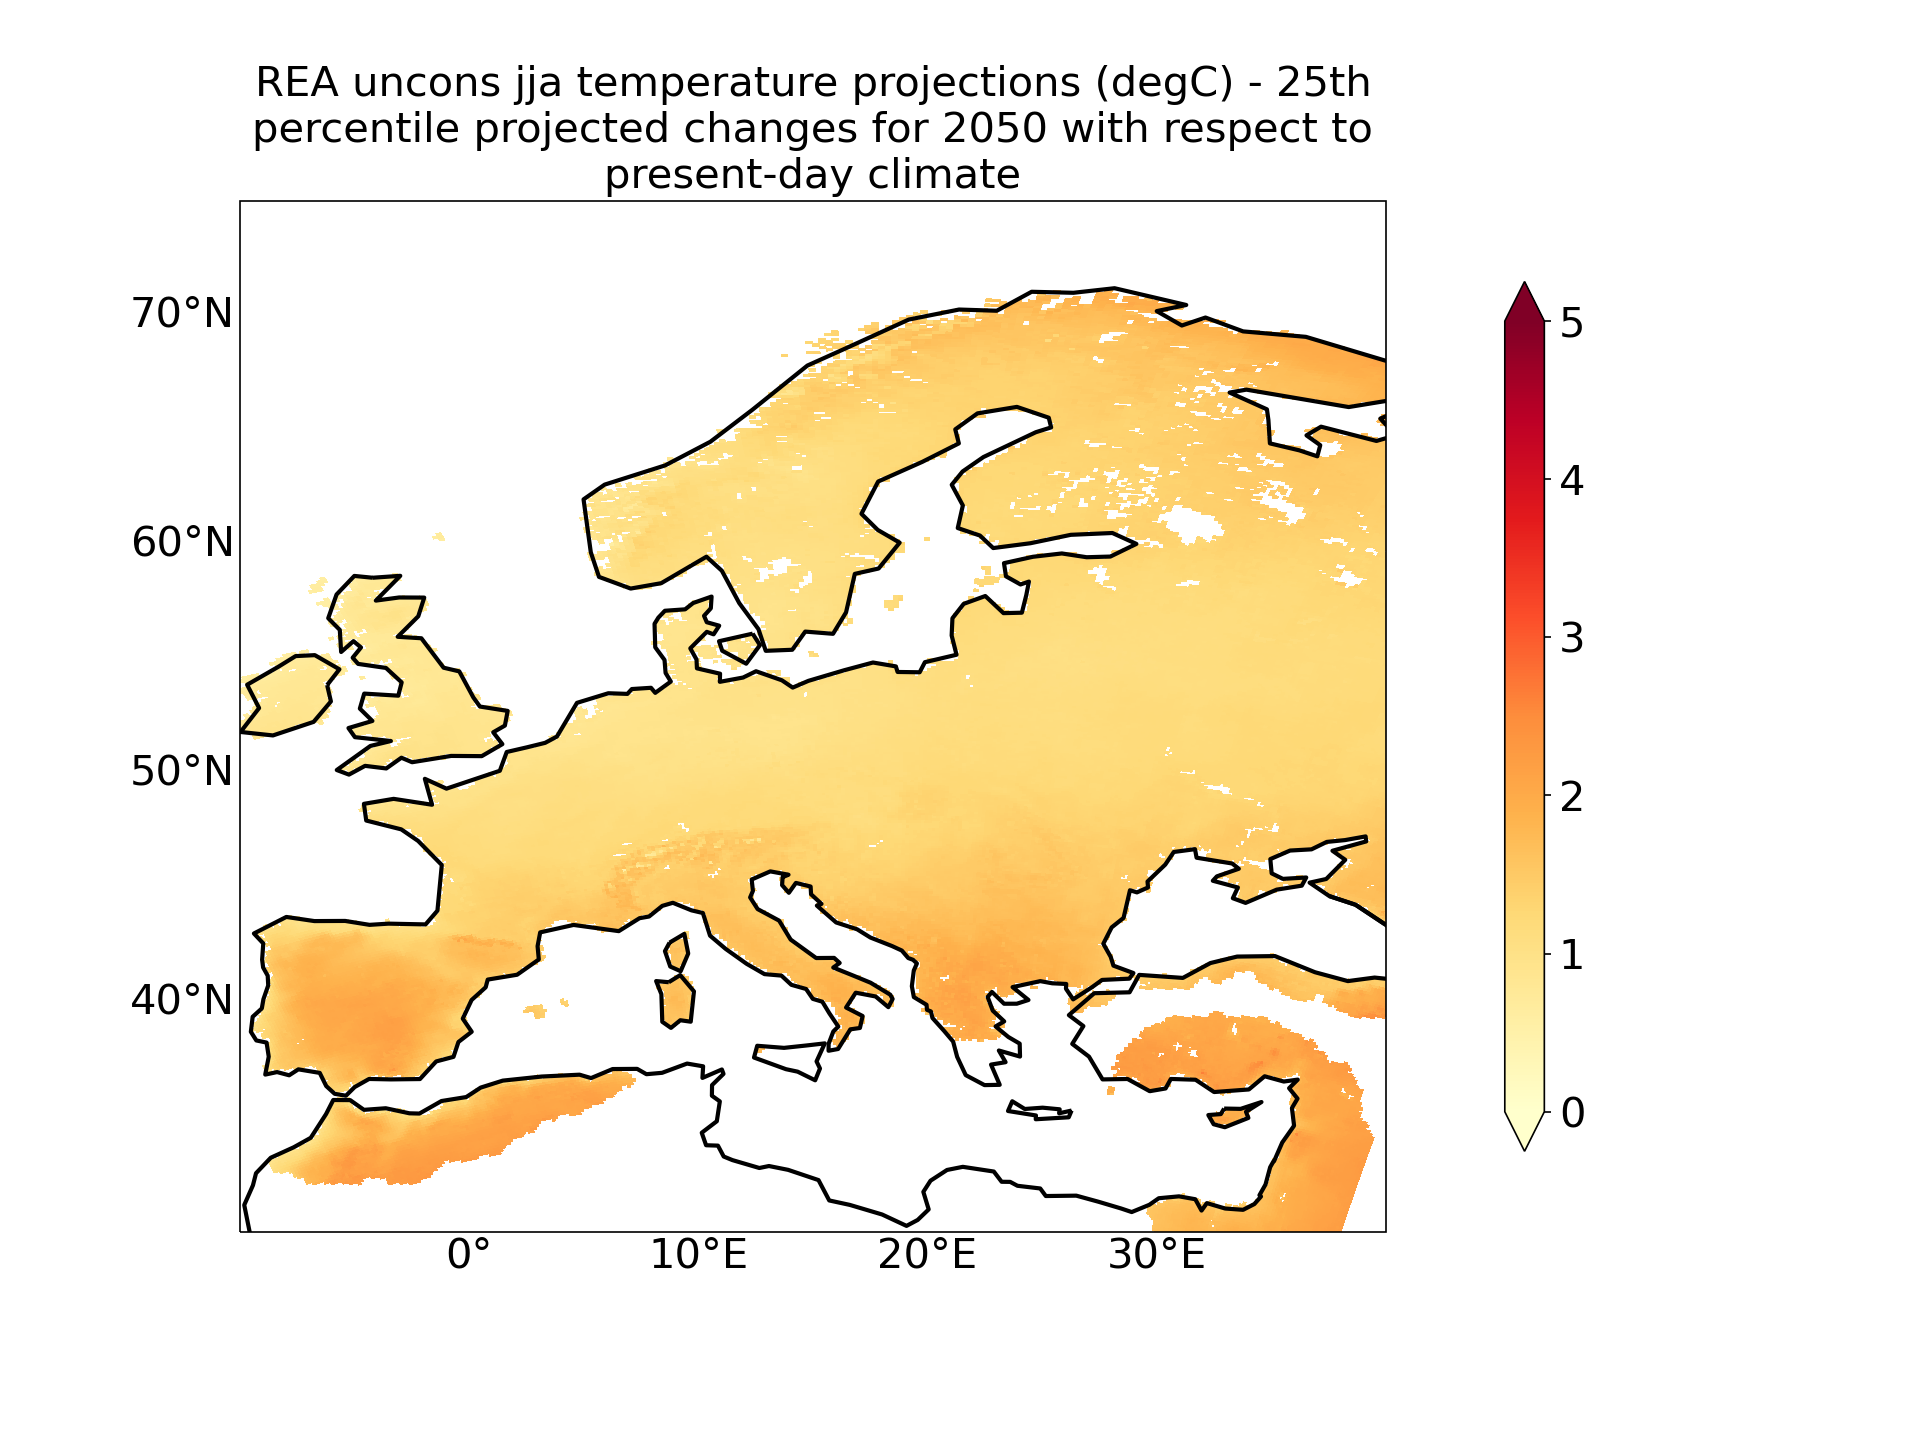 REA uncons jja temperature projections (degC) - 25th
percentile projected changes for 2050 with respect to
present-day climate
70°N
60°N
50°N
40°N
0°
10°E
20°E
30°E
5
4
3
2
1
0